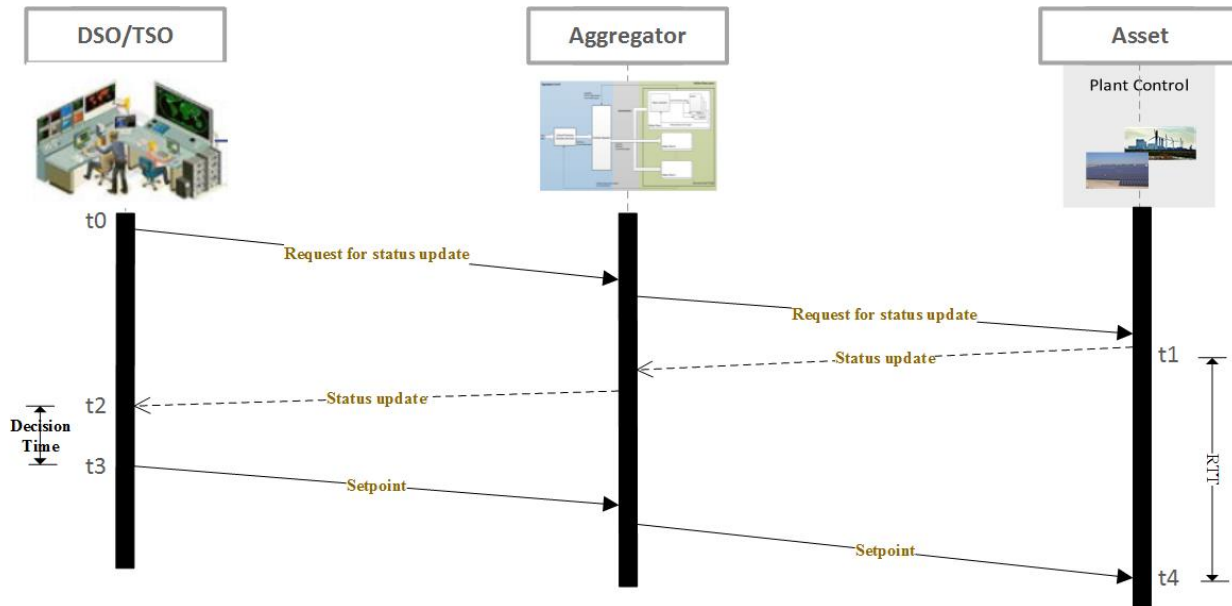 DSO/TSO
Aggregator
Asset
Plant Control
t0
Request for status update
Request for status update
Status update
t1
Status update
t2
Decision
Time
t3
RTT
Setpoint
Setpoint
t4